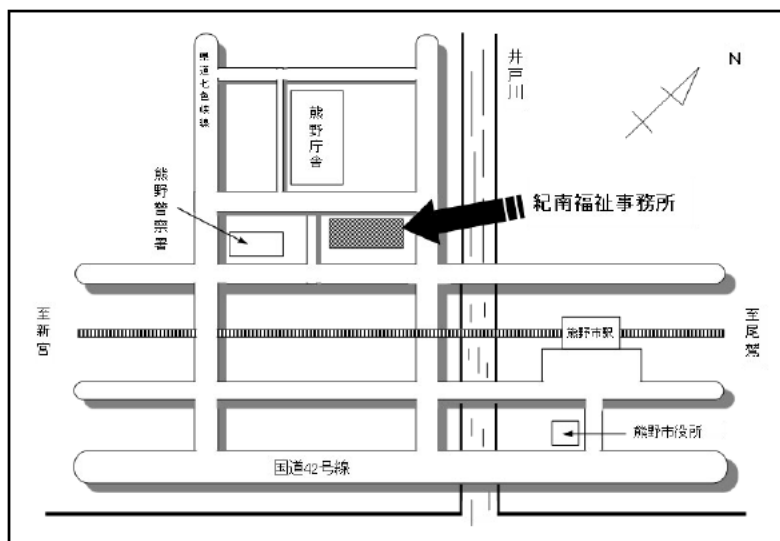 県道七色峡線
井戸川
N
熊野庁舎
熊野警察署
紀南福祉事務所
至新宮
熊野市駅
至尾鷲
熊野市役所
国道42号線